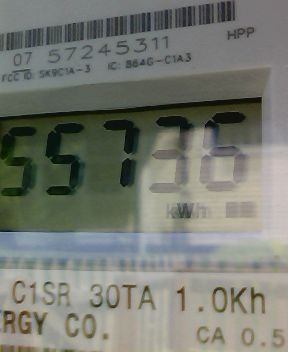 07 57245311
HPP
FCC ID: SK9C1A-3 IC: 864G-C1A3
55736
kWh
C1SR 30TA 1.0Kh
RGY CO.
CA 0.5